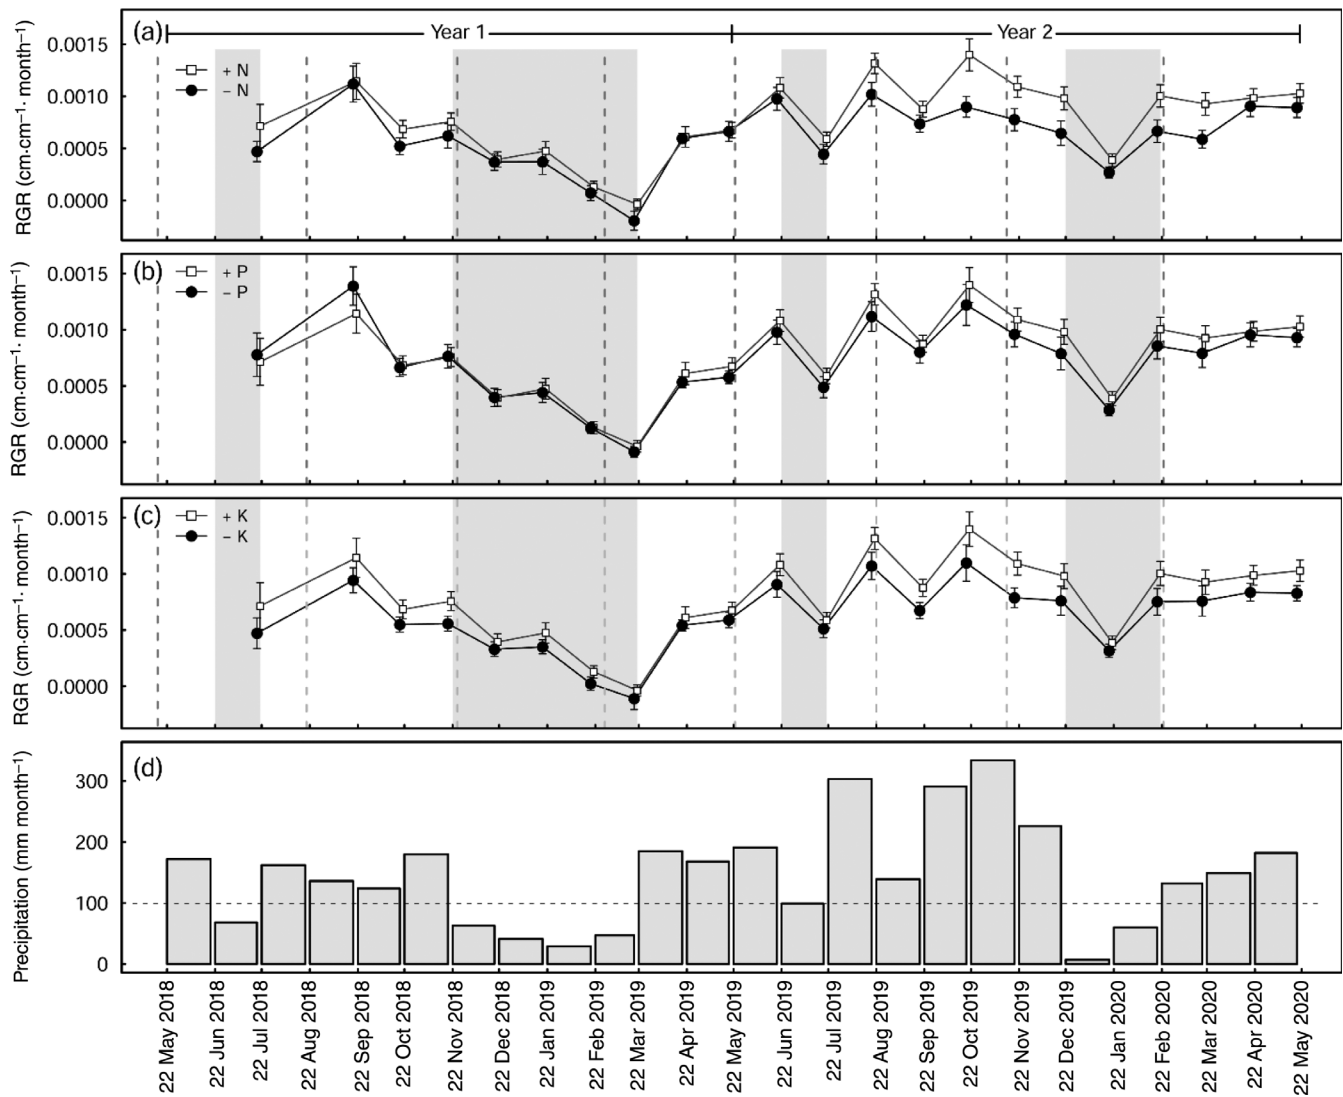 (a)
Year 1
Year 2
+ N
− N
0.0015
0.0010
0.0005
0.0000
RGR (cm·cm⁻¹· month⁻¹)
(b)
+ P
− P
0.0015
0.0010
0.0005
0.0000
RGR (cm·cm⁻¹· month⁻¹)
(c)
+ K
− K
0.0015
0.0010
0.0005
0.0000
RGR (cm·cm⁻¹· month⁻¹)
(d)
300
200
100
0
Precipitation (mm month⁻¹)
22 May 2018
22 Jun 2018
22 Jul 2018
22 Aug 2018
22 Sep 2018
22 Oct 2018
22 Nov 2018
22 Dec 2018
22 Jan 2019
22 Feb 2019
22 Mar 2019
22 Apr 2019
22 May 2019
22 Jun 2019
22 Jul 2019
22 Aug 2019
22 Sep 2019
22 Oct 2019
22 Nov 2019
22 Dec 2019
22 Jan 2020
22 Feb 2020
22 Mar 2020
22 Apr 2020
22 May 2020